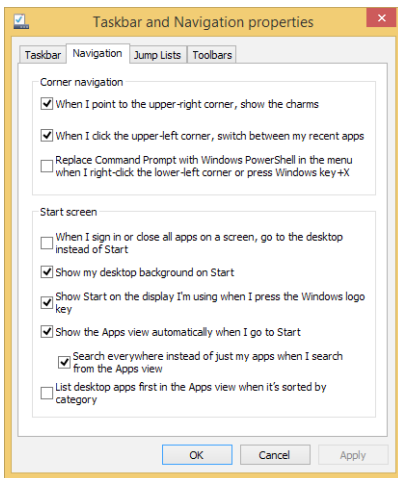 Taskbar and Navigation properties
Taskbar
Navigation
Jump Lists
Toolbars
Corner navigation
When I point to the upper-right corner, show the charms
When I click the upper-left corner, switch between my recent apps
Replace Command Prompt with Windows PowerShell in the menu
when I right-click the lower-left corner or press Windows key+X
Start screen
When I sign in or close all apps on a screen, go to the desktop
instead of Start
Show my desktop background on Start
Show Start on the display I'm using when I press the Windows logo
key
Show the Apps view automatically when I go to Start
Search everywhere instead of just my apps when I search
from the Apps view
List desktop apps first in the Apps view when it's sorted by
category
OK
Cancel
Apply